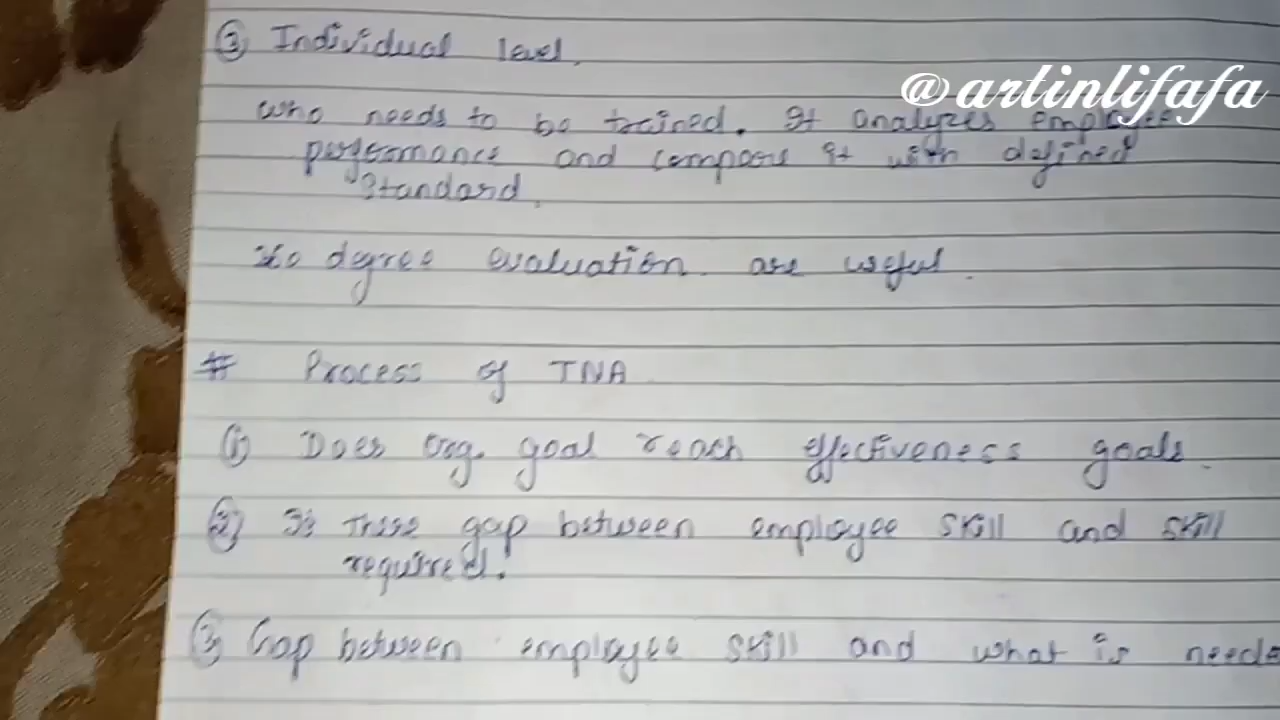 ③ Individual level.
@artinlifafa
who needs to be trained. It analyzes employee
performance and compare it with defined
standard.
360 degree evaluation are useful.
# Process of TNA
① Does Org. goal reach effectiveness goals.
② Is there gap between employee skill and skill
required.
③ Gap between employee skill and what is needs